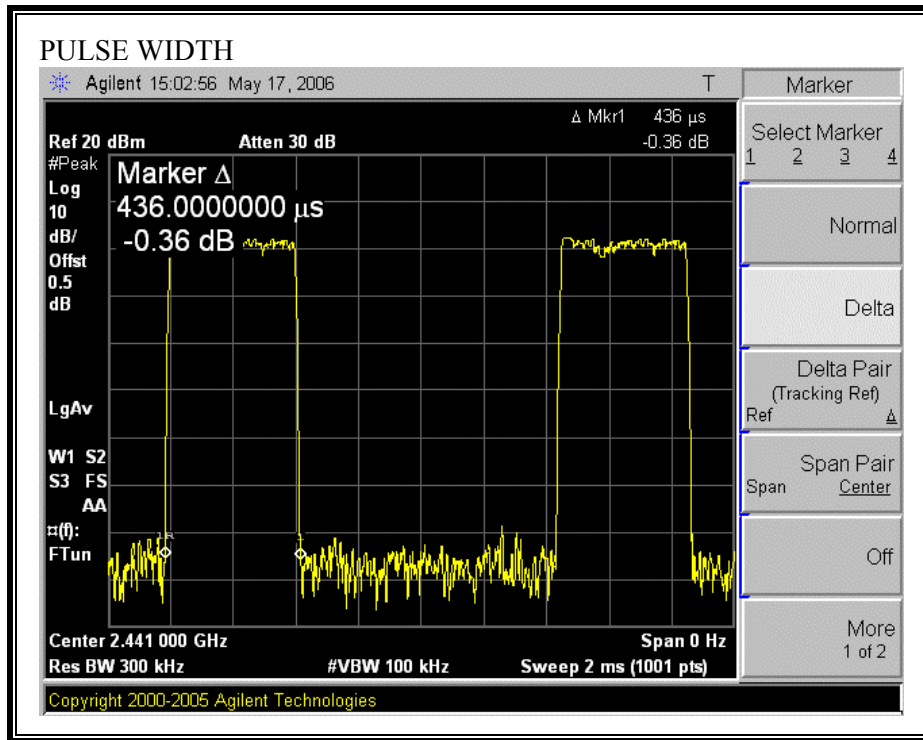 PULSE WIDTH
Agilent 15:02:56 May 17, 2006 T
Δ Mkr1 436 µs
Ref 20 dBm Atten 30 dB -0.36 dB
#Peak
Log
10
dB/
Offst
0.5
dB
Marker Δ
436.0000000 µs
-0.36 dB
LgAv
W1 S2
S3 FS
AA
¤(f):
FTun
1R
Center 2.441 000 GHz Span 0 Hz
Res BW 300 kHz #VBW 100 kHz Sweep 2 ms (1001 pts)
Copyright 2000-2005 Agilent Technologies
Marker
Select Marker
1 2 3 4
Normal
Delta
Delta Pair
(Tracking Ref)
Ref Δ
Span Pair
Span Center
Off
More
1 of 2